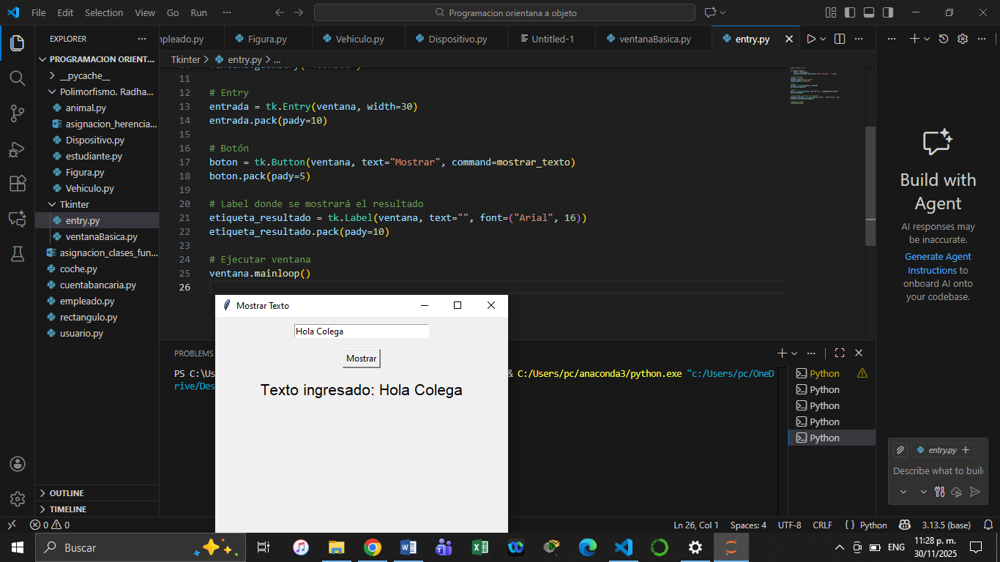 File Edit Selection View Go Run ···
Programacion orientana a objeto
EXPLORER
PROGRAMACION ORIENT...
__pycache__
Polimorfismo. Radha...
animal.py
asignacion_herencia...
Dispositivo.py
estudiante.py
Figura.py
Vehiculo.py
Tkinter
entry.py
ventanaBasica.py
asignacion_clases_fun...
coche.py
cuentabancaria.py
empleado.py
rectangulo.py
usuario.py
OUTLINE
TIMELINE
mpleado.py Figura.py Vehiculo.py Dispositivo.py Untitled-1 ventanaBasica.py entry.py
Tkinter > entry.py > ...
11
12 # Entry
13 entrada = tk.Entry(ventana, width=30)
14 entrada.pack(pady=10)
15
16 # Botón
17 boton = tk.Button(ventana, text="Mostrar", command=mostrar_texto)
18 boton.pack(pady=5)
19
20 # Label donde se mostrará el resultado
21 etiqueta_resultado = tk.Label(ventana, text="", font=("Arial", 16))
22 etiqueta_resultado.pack(pady=10)
23
24 # Ejecutar ventana
25 ventana.mainloop()
26
Mostrar Texto
Hola Colega
Mostrar
Texto ingresado: Hola Colega
PROBLEMS
PS C:\Us
& C:/Users/pc/anaconda3/python.exe "c:/Users/pc/OneD
rive/Des
Python
Python
Python
Python
Python
Build with
Agent
AI responses may
be inaccurate.
Generate Agent
Instructions to
onboard AI onto
your codebase.
entry.py +
Describe what to buil
0 0
Ln 26, Col 1 Spaces: 4 UTF-8 CRLF { } Python 3.13.5 (base)
Buscar
ENG
11:28 p. m.
30/11/2025